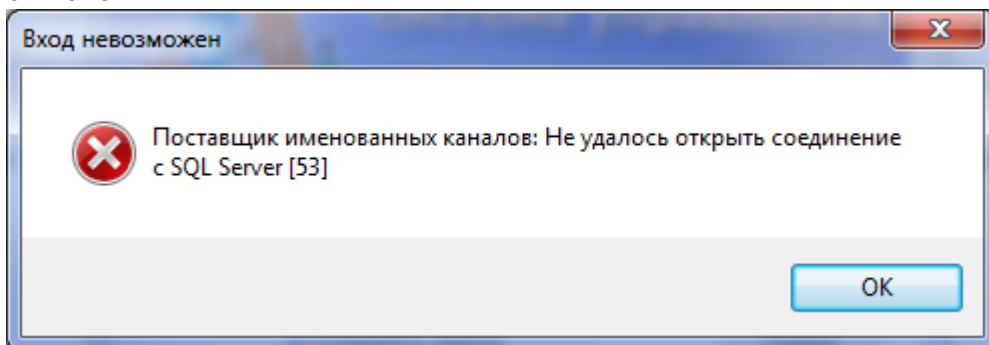 Вход невозможен
Поставщик именованных каналов: Не удалось открыть соединение
с SQL Server [53]
OK